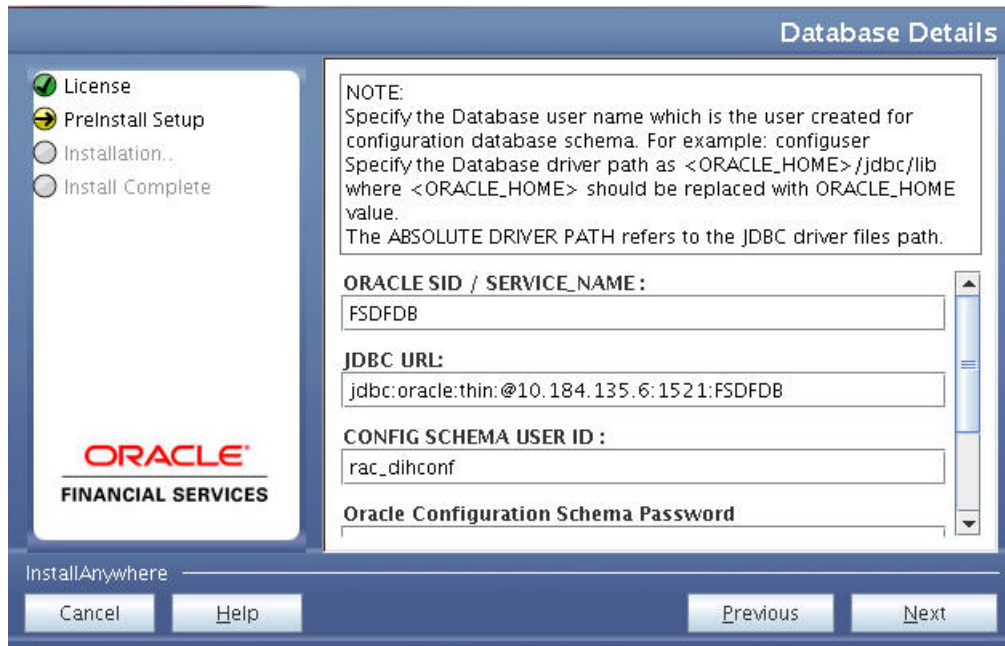 Database Details
License
PreInstall Setup
Installation..
Install Complete
ORACLE®
FINANCIAL SERVICES
NOTE:
Specify the Database user name which is the user created for
configuration database schema. For example: configuser
Specify the Database driver path as <ORACLE_HOME>/jdbc/lib
where <ORACLE_HOME> should be replaced with ORACLE_HOME
value.
The ABSOLUTE DRIVER PATH refers to the JDBC driver files path.
ORACLE SID / SERVICE_NAME :
FSDFDB
JDBC URL:
jdbc:oracle:thin:@10.184.135.6:1521:FSDFDB
CONFIG SCHEMA USER ID :
rac_dihconf
Oracle Configuration Schema Password
InstallAnywhere
Cancel
Help
Previous
Next